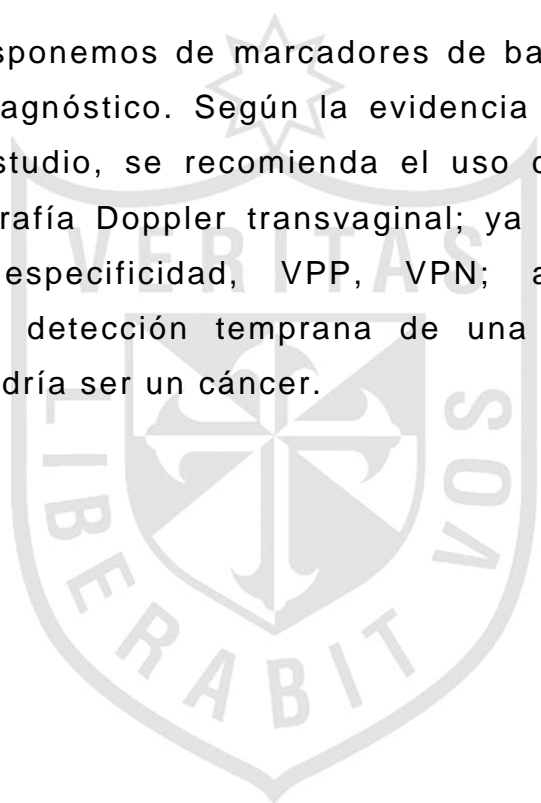 sponemos de marcadores de ba
agnóstico. Según la evidencia
studio, se recomienda el uso
rafía Doppler transvaginal; ya
especificidad, VPP, VPN; a
detección temprana de una
dría ser un cáncer.
VERITAS
LIBERABIT
VOS